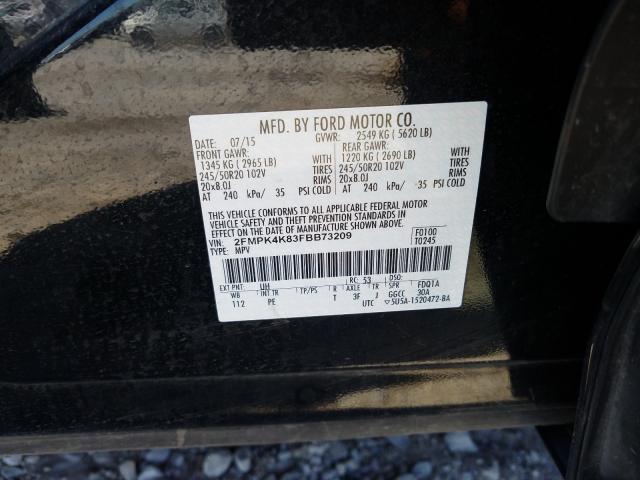 MFD. BY FORD MOTOR CO.
DATE: 07/15 GVWR: 2549 KG ( 5620 LB)
FRONT GAWR: REAR GAWR:
1345 KG ( 2965 LB) WITH 1220 KG ( 2690 LB) WITH
245/50R20 102V TIRES 245/50R20 102V TIRES
20x8.0J RIMS 20x8.0J RIMS
AT 240 kPa/ 35 PSI COLD AT 240 kPa/ 35 PSI COLD
THIS VEHICLE CONFORMS TO ALL APPLICABLE FEDERAL MOTOR
VEHICLE SAFETY AND THEFT PREVENTION STANDARDS IN
EFFECT ON THE DATE OF MANUFACTURE SHOWN ABOVE.
VIN: 2FMPK4K83FBB73209 F0100
TYPE: MPV T0245
EXT PNT: UH RC: 53 DSO:
WB INT TR TP/PS R AXLE TR SPR FDQ1A
112 PE T 3F J GGCC 30A
UTC 5U5A-1520472-BA